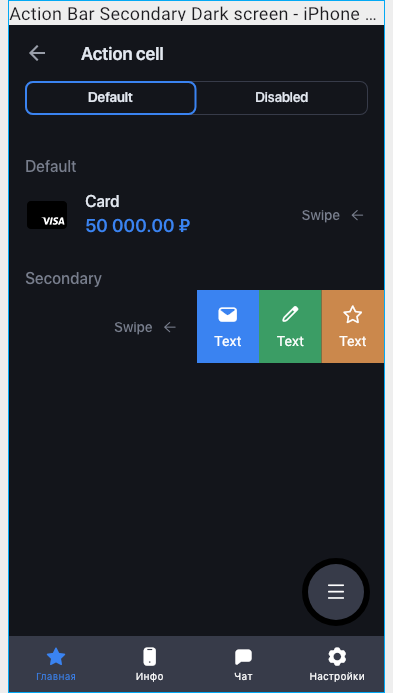 Action Bar Secondary Dark screen - iPhone ...
Action cell
Default Disabled
Default
Card
VISA
50 000.00 ₽
Swipe
Secondary
Swipe
Text Text Text
Главная Инфо Чат Настройки